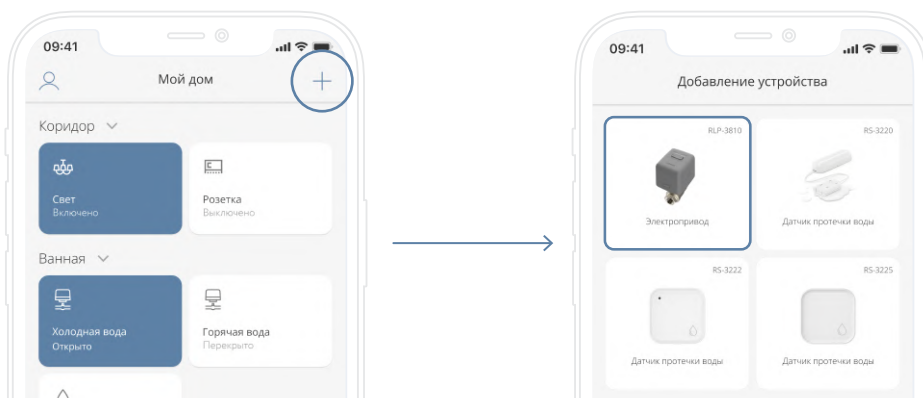 09:41
Мой дом
Коридор
Свет
Включено
Розетка
Выключено
Ванная
Холодная вода
Открыто
Горячая вода
Перекрыто
09:41
Добавление устройства
RLP-3810
Электропривод
RS-3220
Датчик протечки воды
RS-3222
Датчик протечки воды
RS-3225
Датчик протечки воды